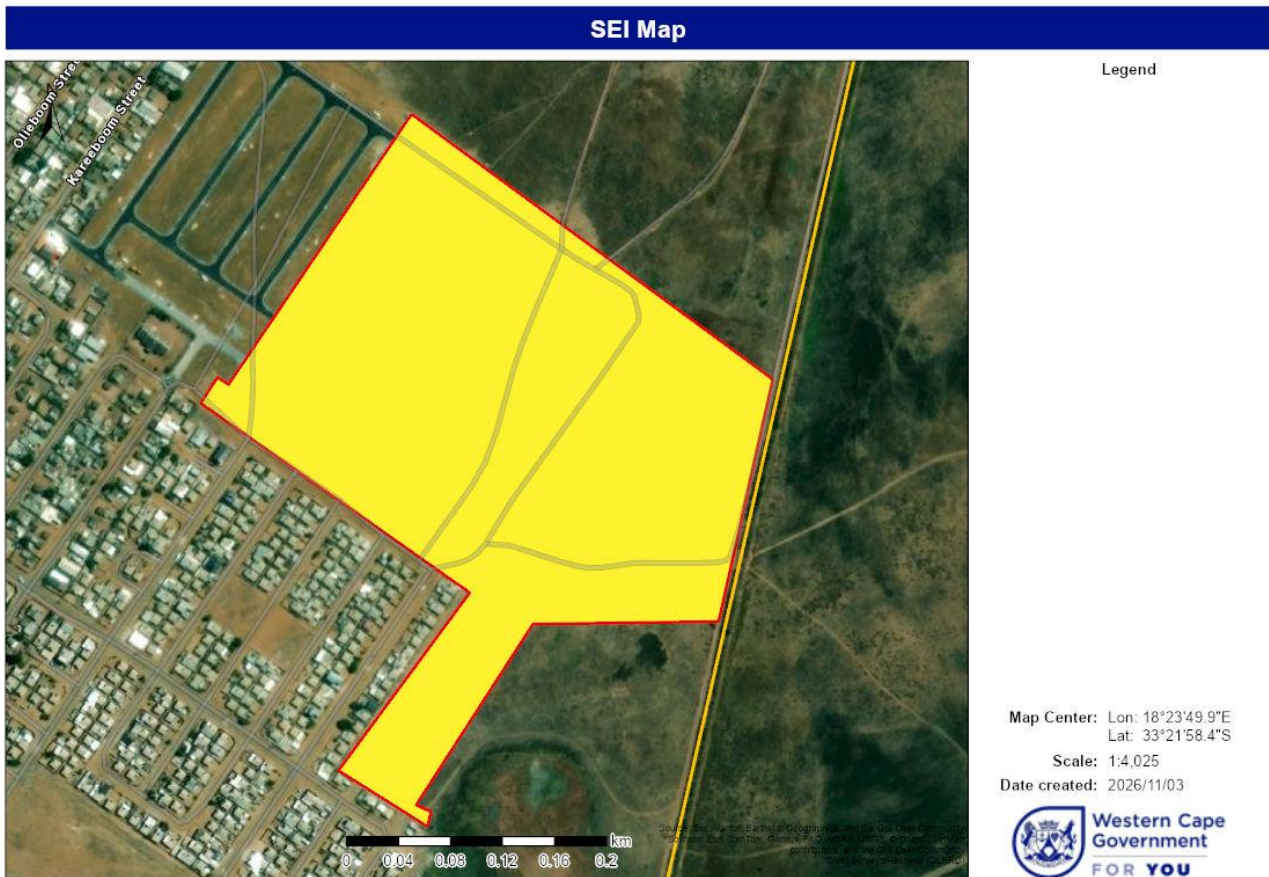 SEI Map
Olieboom
Kareeboom Street
Legend
Map Center: Lon: 18°23'49.9"E
Lat: 33°21'58.4"S
Scale: 1:4,025
Date created: 2026/11/03
km
0 0.04 0.08 0.12 0.16 0.2
Western Cape
Government
FOR YOU